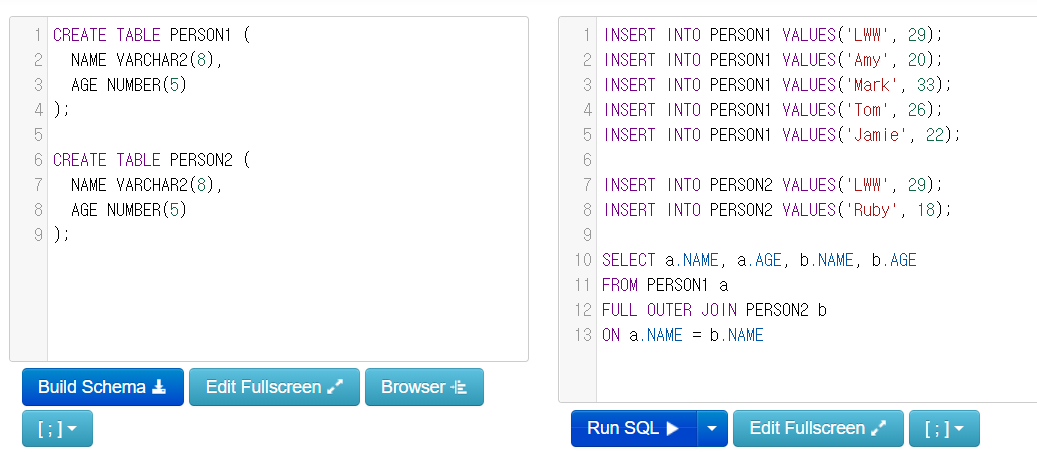 1 CREATE TABLE PERSON1 (
2 NAME VARCHAR2(8),
3 AGE NUMBER(5)
4 );
5
6 CREATE TABLE PERSON2 (
7 NAME VARCHAR2(8),
8 AGE NUMBER(5)
9 );
Build Schema
Edit Fullscreen
Browser
[ ; ]
1 INSERT INTO PERSON1 VALUES('LWW', 29);
2 INSERT INTO PERSON1 VALUES('Amy', 20);
3 INSERT INTO PERSON1 VALUES('Mark', 33);
4 INSERT INTO PERSON1 VALUES('Tom', 26);
5 INSERT INTO PERSON1 VALUES('Jamie', 22);
6
7 INSERT INTO PERSON2 VALUES('LWW', 29);
8 INSERT INTO PERSON2 VALUES('Ruby', 18);
9
10 SELECT a.NAME, a.AGE, b.NAME, b.AGE
11 FROM PERSON1 a
12 FULL OUTER JOIN PERSON2 b
13 ON a.NAME = b.NAME
Run SQL
Edit Fullscreen
[ ; ]